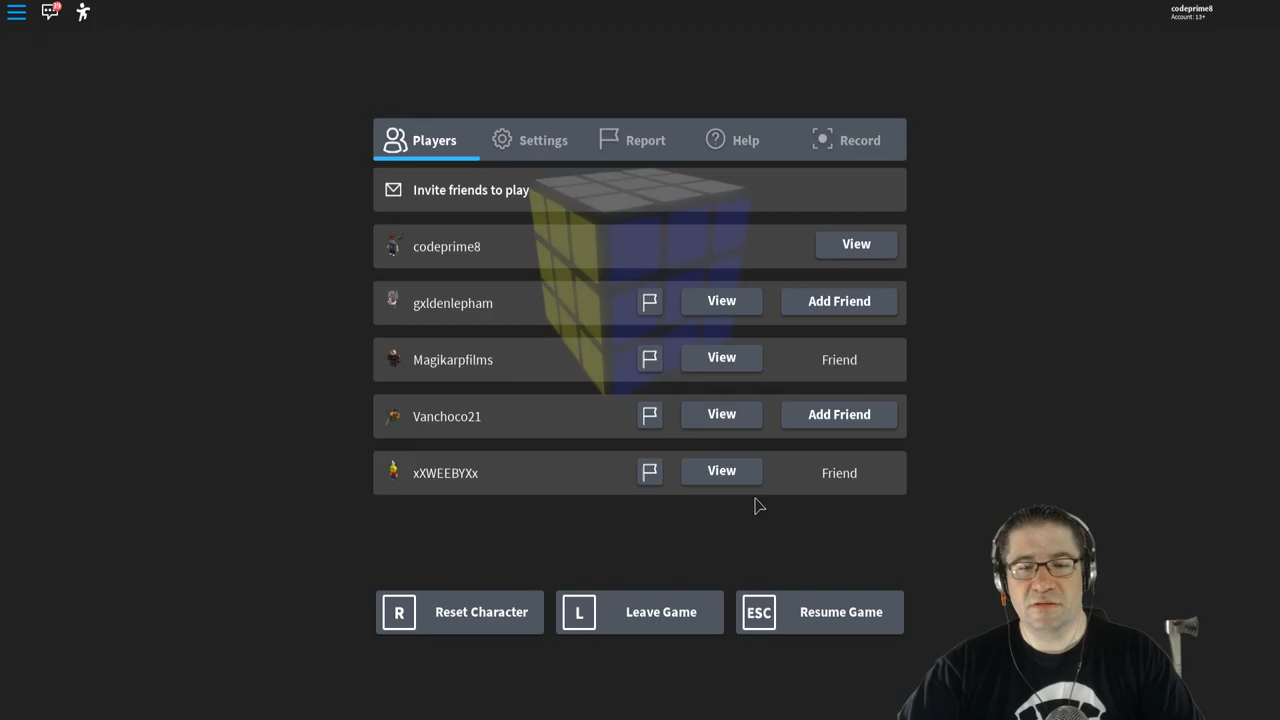 29
codeprime8
Account: 13+
Players Settings Report Help Record
Invite friends to play
codeprime8 View
gxldenlepham View Add Friend
Magikarpfilms View Friend
Vanchoco21 View Add Friend
xXWEEBYXx View Friend
R Reset Character L Leave Game ESC Resume Game